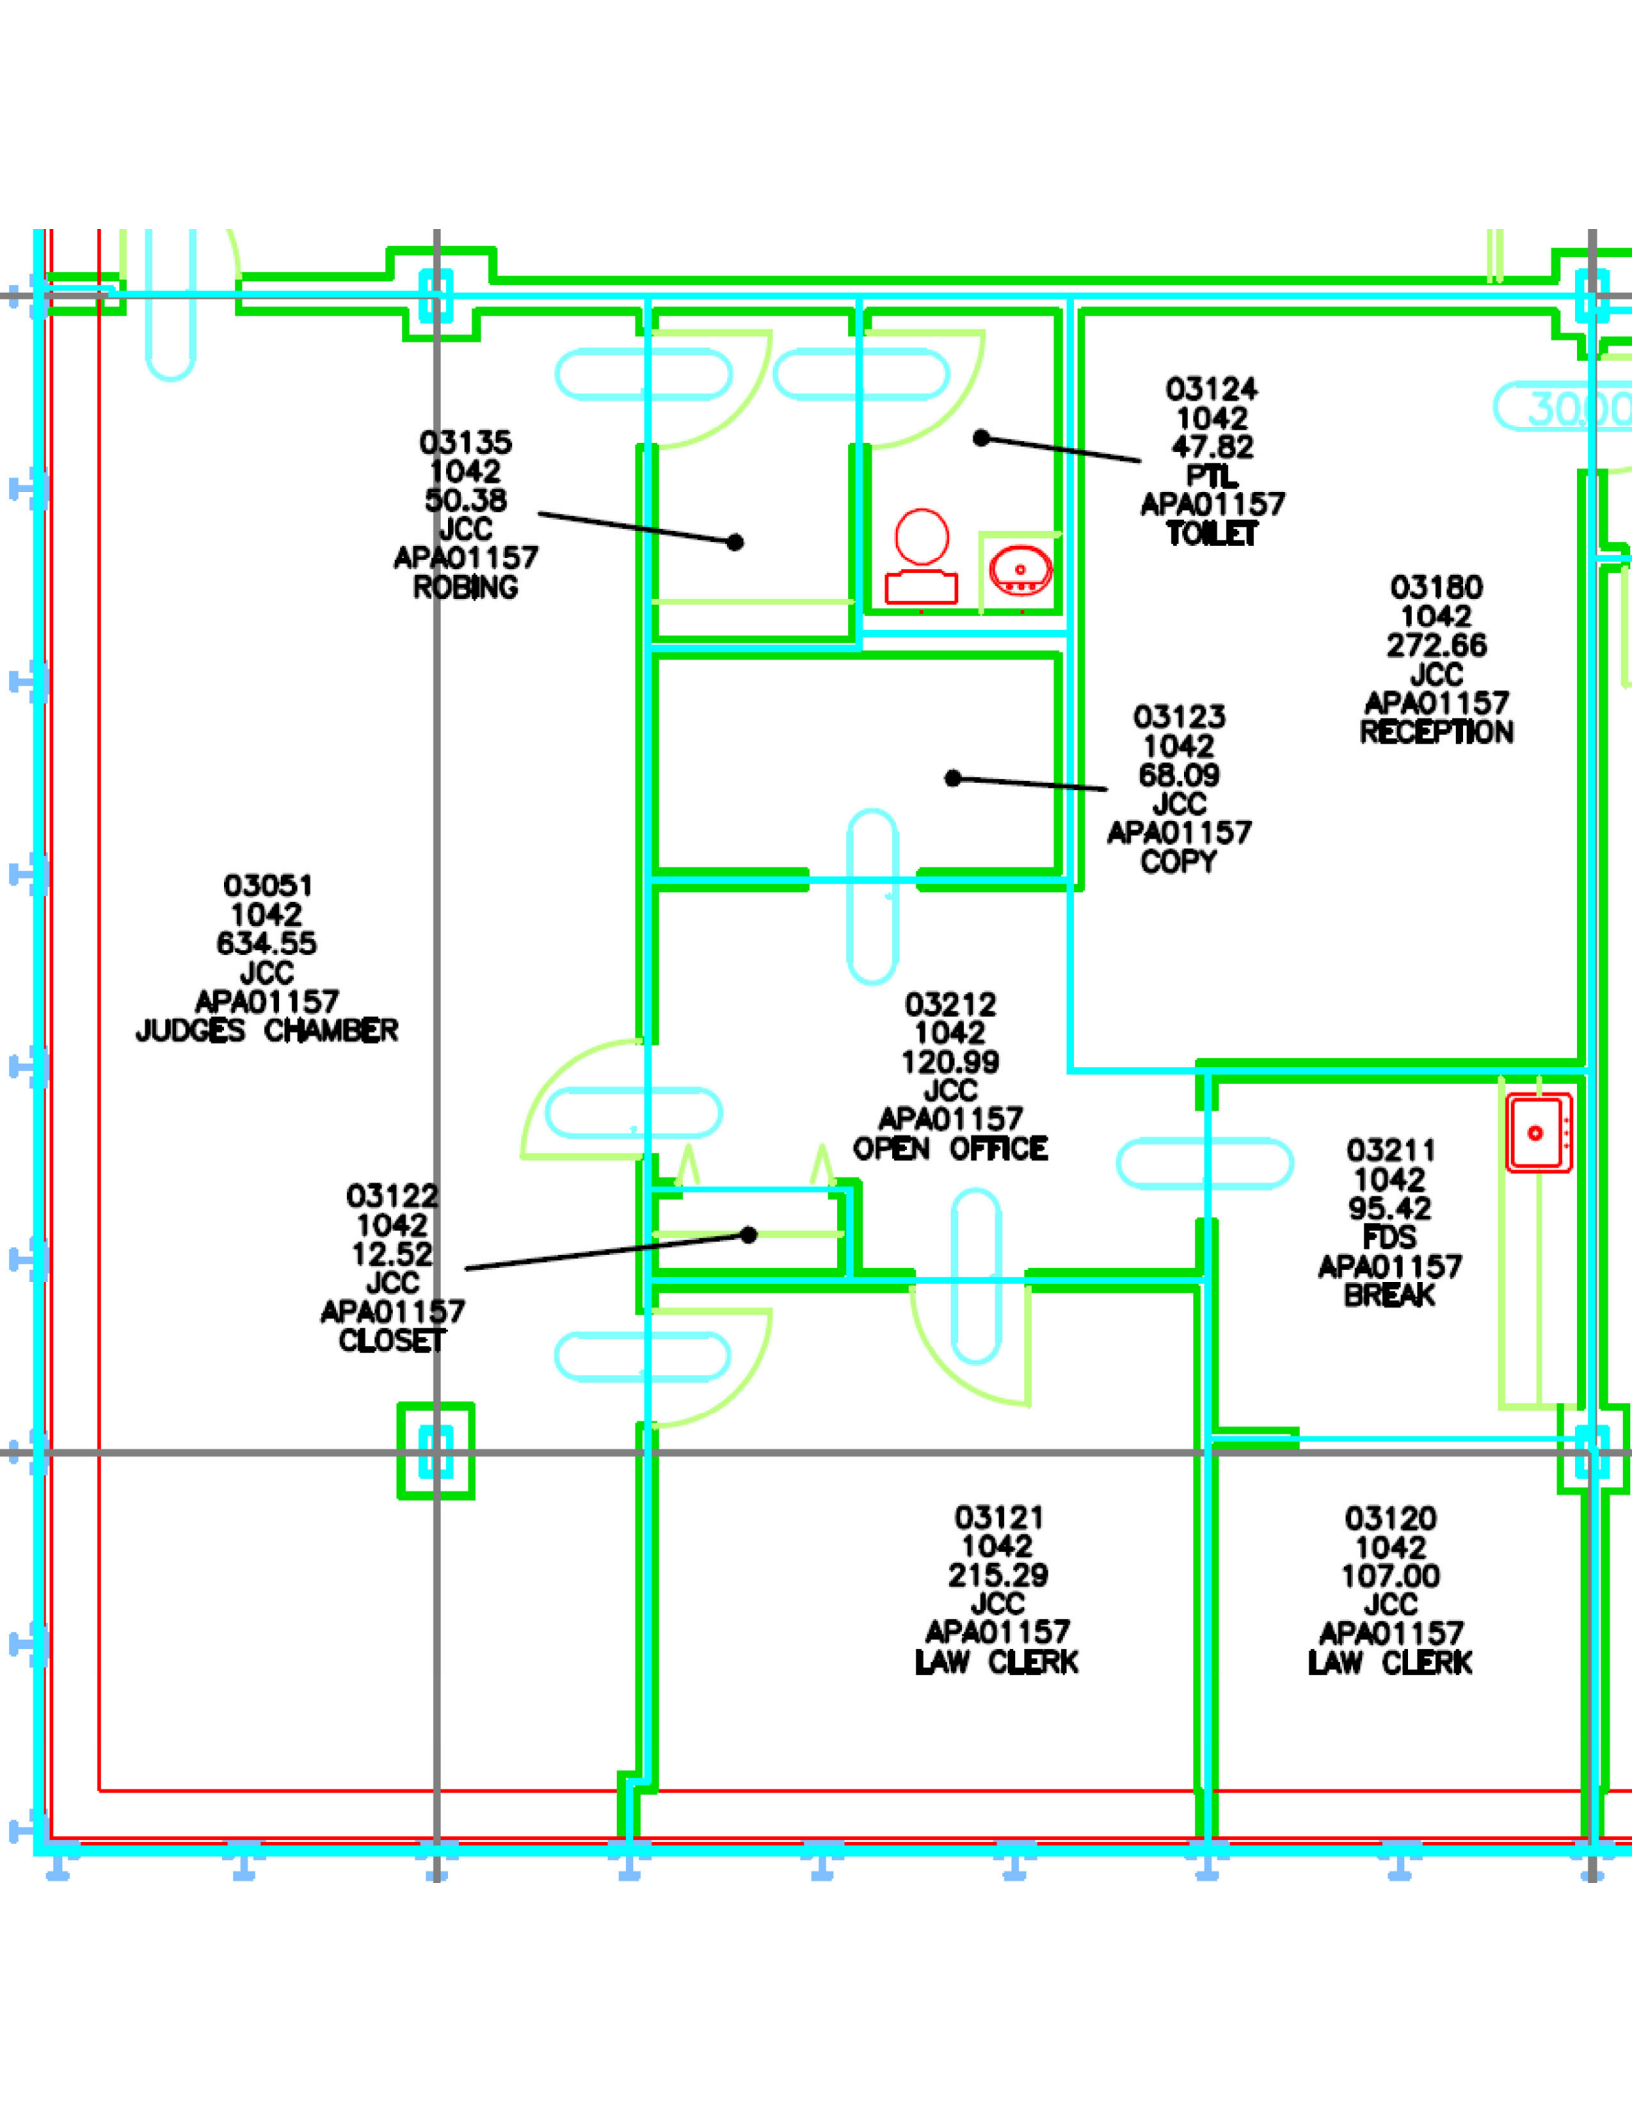 03124
1042
47.82
PTL
APA01157
TOILET
30.00
03135
1042
50.38
JCC
APA01157
ROBING
03180
1042
272.66
JCC
APA01157
RECEPTION
03123
1042
68.09
JCC
APA01157
COPY
03051
1042
634.55
JCC
APA01157
JUDGES CHAMBER
03212
1042
120.99
JCC
APA01157
OPEN OFFICE
03211
1042
95.42
FDS
APA01157
BREAK
03122
1042
12.52
JCC
APA01157
CLOSET
03121
1042
215.29
JCC
APA01157
LAW CLERK
03120
1042
107.00
JCC
APA01157
LAW CLERK